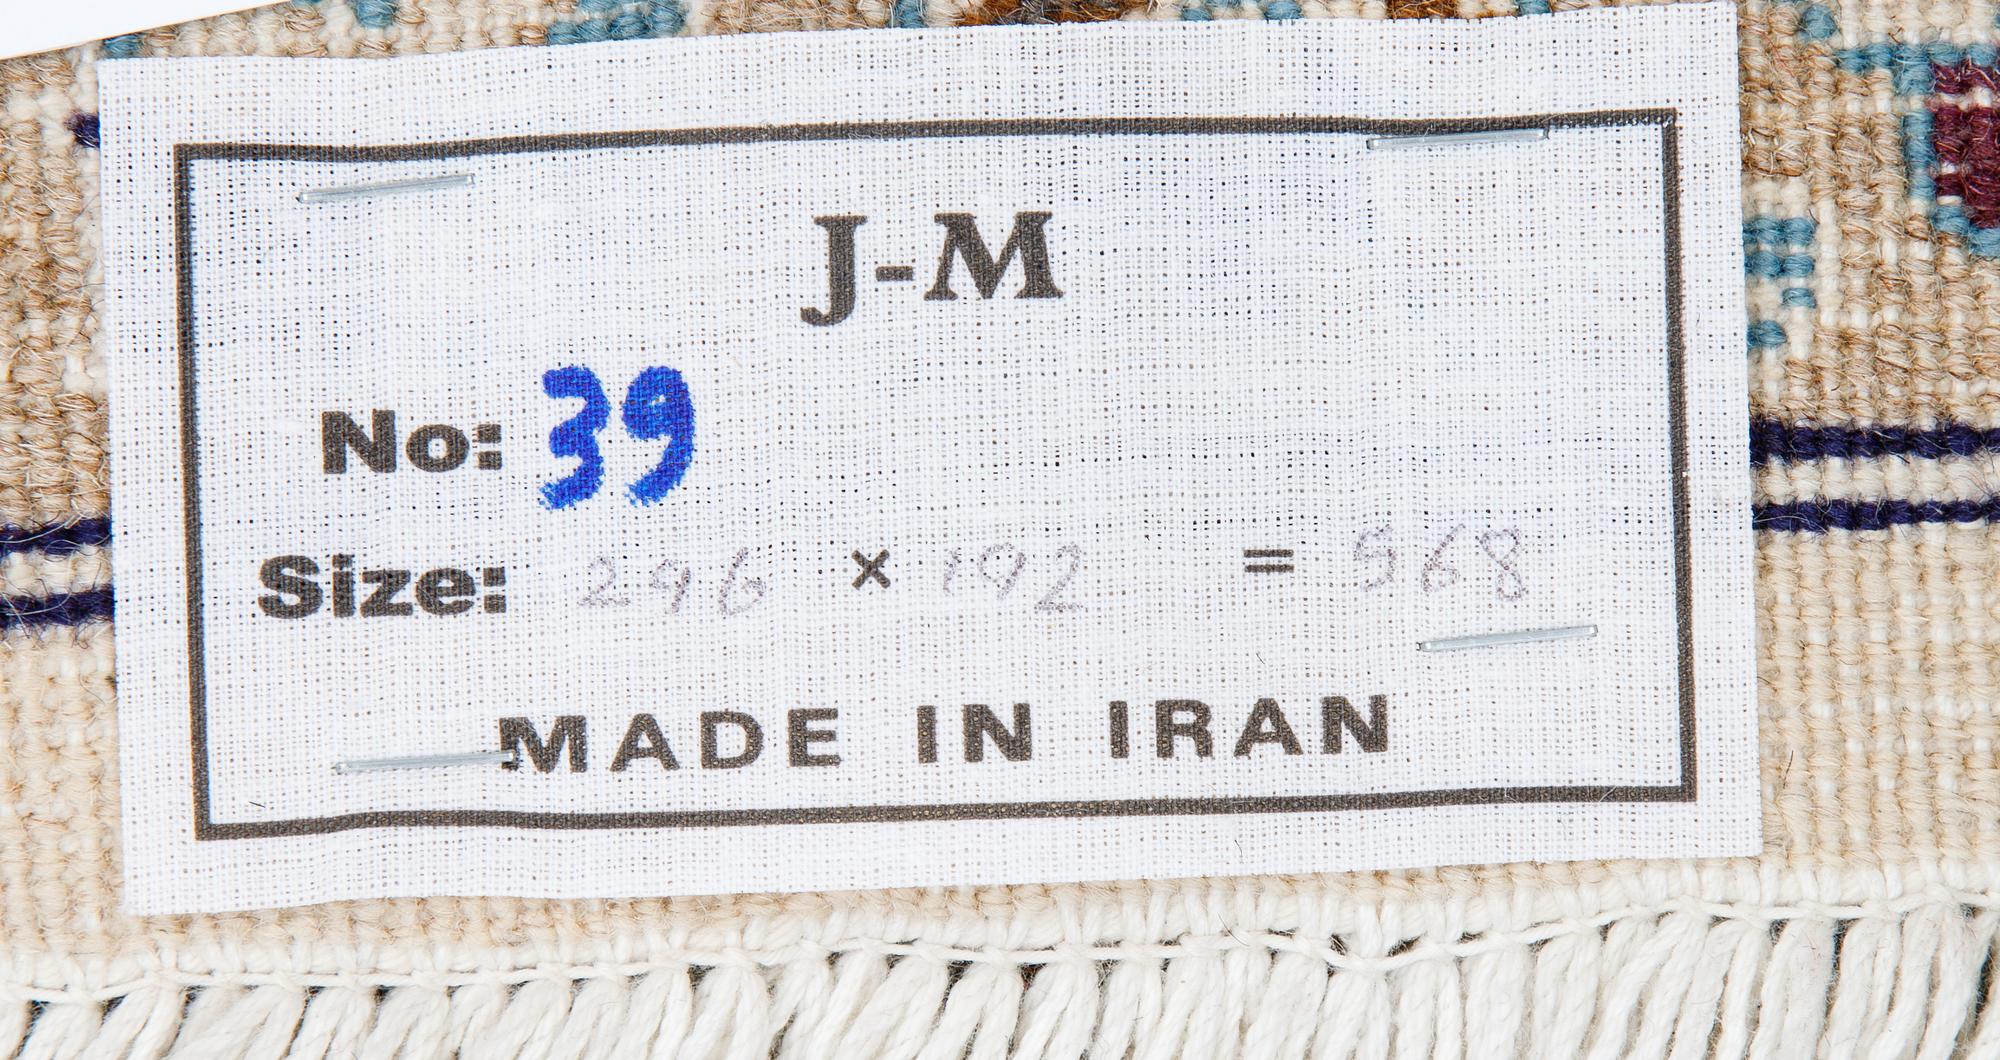 J-M
No: 39
Size: 296 × 192 = 568
MADE IN IRAN